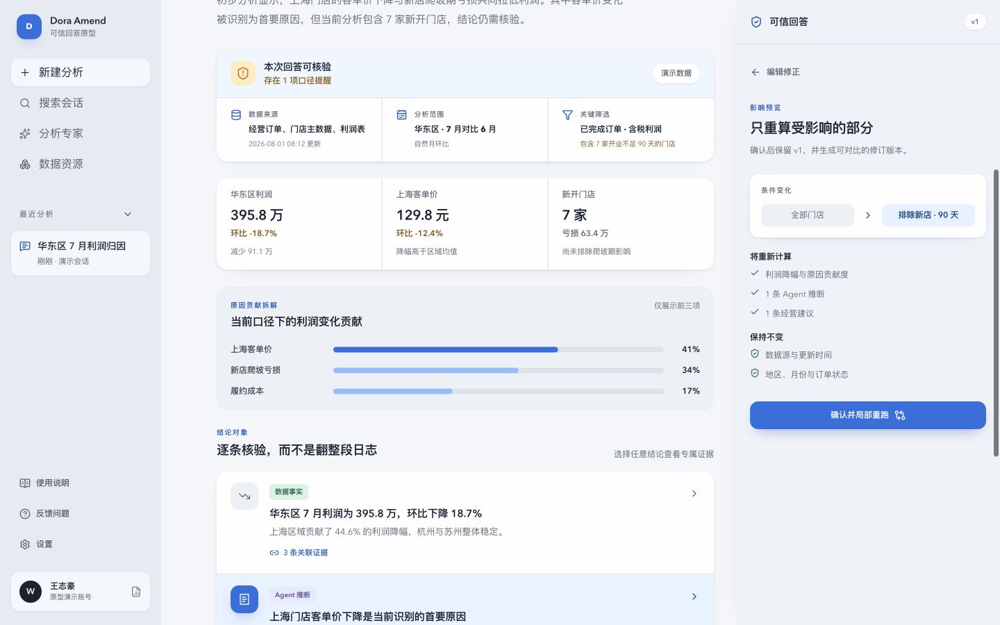 D
Dora Amend
可信回答原型
新建分析
搜索会话
分析专家
数据资源
最近分析
华东区 7 月利润归因
刚刚 · 演示会话
使用说明
反馈问题
设置
W
王志豪
原型演示账号
初步分析显示，上海门店的客单价下降与新店爬坡期亏损共同拉低利润。其中客单价变化
被识别为首要原因，但当前分析包含 7 家新开门店，结论仍需核验。
本次回答可核验
存在 1 项口径提醒
演示数据
数据来源
经营订单、门店主数据、利润表
2026-08-01 08:12 更新
分析范围
华东区 · 7 月对比 6 月
自然月环比
关键筛选
已完成订单 · 含税利润
包含 7 家开业不足 90 天的门店
华东区利润
395.8 万
环比 -18.7%
减少 91.1 万
上海客单价
129.8 元
环比 -12.4%
降幅高于区域均值
新开门店
7 家
亏损 63.4 万
尚未排除爬坡期影响
原因贡献拆解
当前口径下的利润变化贡献
仅展示前三项
上海客单价
41%
新店爬坡亏损
34%
履约成本
17%
结论对象
逐条核验，而不是翻整段日志
选择任意结论查看专属证据
数据事实
华东区 7 月利润为 395.8 万，环比下降 18.7%
上海区域贡献了 44.6% 的利润降幅，杭州与苏州整体稳定。
3 条关联证据
Agent 推断
上海门店客单价下降是当前识别的首要原因
可信回答
v1
编辑修正
影响预览
只重算受影响的部分
确认后保留 v1，并生成可对比的修订版本。
条件变化
全部门店
排除新店 · 90 天
将重新计算
利润降幅与原因贡献度
1 条 Agent 推断
1 条经营建议
保持不变
数据源与更新时间
地区、月份与订单状态
确认并局部重跑